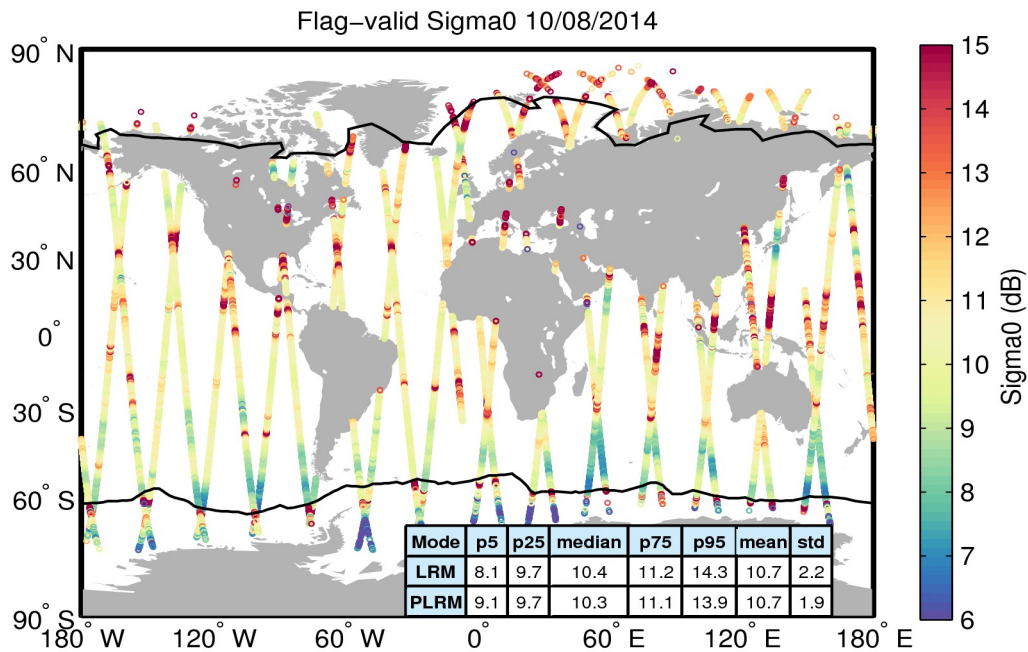 Flag-valid Sigma0 10/08/2014
90° N
60° N
30° N
0°
30° S
60° S
90° S
180° W
120° W
60° W
0°
60° E
120° E
180° E
Mode p5 p25 median p75 p95 mean std
LRM 8.1 9.7 10.4 11.2 14.3 10.7 2.2
PLRM 9.1 9.7 10.3 11.1 13.9 10.7 1.9
15
14
13
12
11
10
9
8
7
6
Sigma0 (dB)